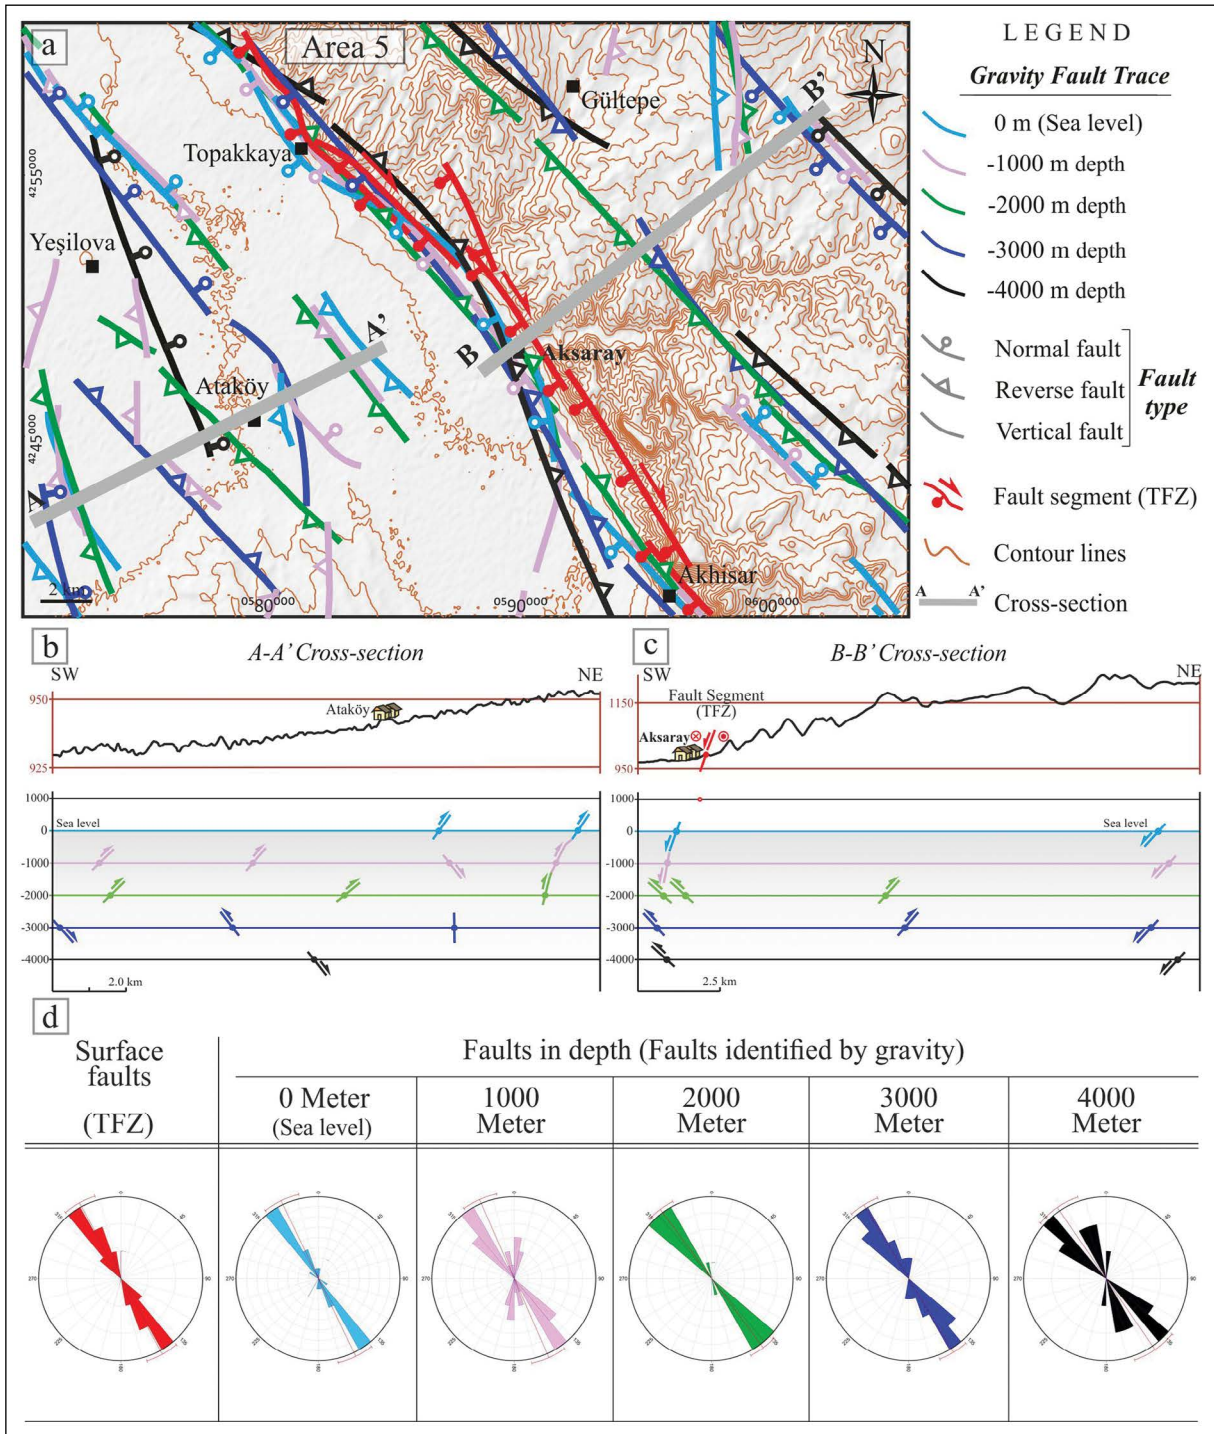 a
Area 5
N
Gültepe
B'
Topakkaya
4255000
Yeşilova
A'
B
Aksaray
Ataköy
4245000
A
Akhisar
2 km
0580000
0590000
0600000
LEGEND
Gravity Fault Trace
0 m (Sea level)
-1000 m depth
-2000 m depth
-3000 m depth
-4000 m depth
Normal fault
Reverse fault
Vertical fault
Fault
type
Fault segment (TFZ)
Contour lines
A A'
Cross-section
b
A-A' Cross-section
SW
NE
950
Ataköy
925
1000
Sea level
0
-1000
-2000
-3000
-4000
2.0 km
c
B-B' Cross-section
SW
NE
Fault Segment
(TFZ)
1150
Aksaray
950
1000
Sea level
0
-1000
-2000
-3000
-4000
2.5 km
d
Surface
faults
(TFZ)
Faults in depth (Faults identified by gravity)
0 Meter
(Sea level)
1000
Meter
2000
Meter
3000
Meter
4000
Meter